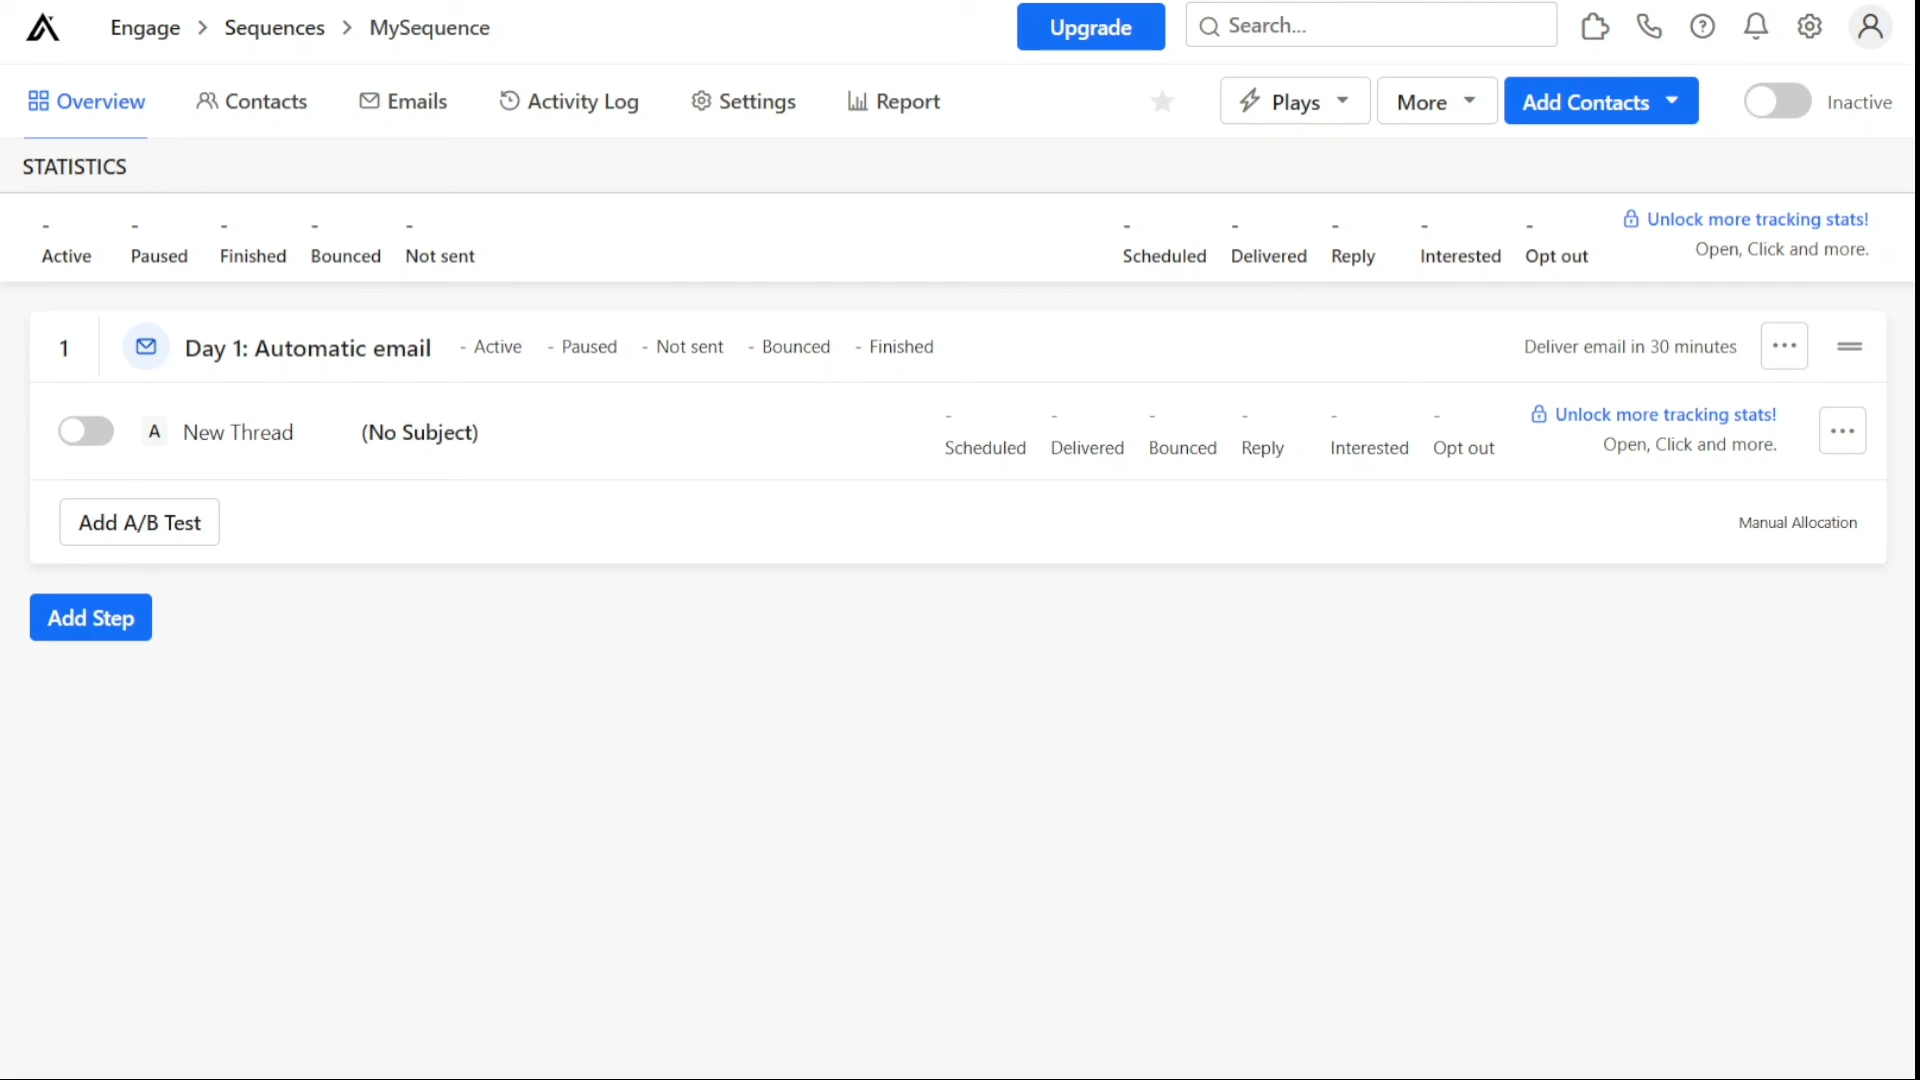 Engage > Sequences > MySequence Upgrade Search...
Overview Contacts Emails Activity Log Settings Report Plays More Add Contacts Inactive
STATISTICS
- - - - - - - - - - Unlock more tracking stats!
Active Paused Finished Bounced Not sent Scheduled Delivered Reply Interested Opt out Open, Click and more.
1 Day 1: Automatic email - Active - Paused - Not sent - Bounced - Finished Deliver email in 30 minutes
A New Thread (No Subject) - - - - - - Unlock more tracking stats!
Scheduled Delivered Bounced Reply Interested Opt out Open, Click and more.
Add A/B Test Manual Allocation
Add Step